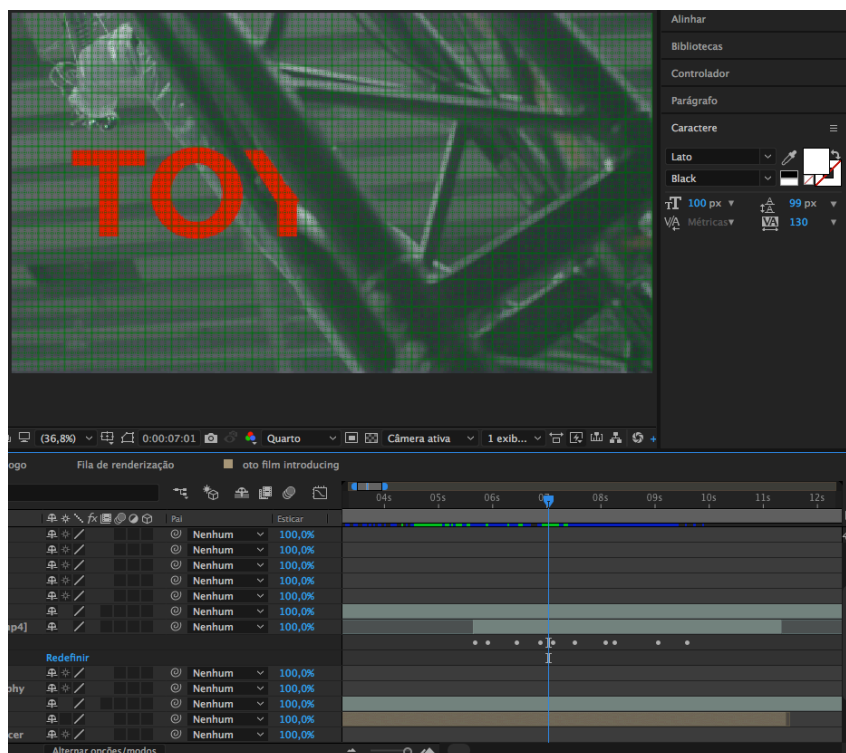 Alinhar
Bibliotecas
Controlador
Parágrafo
Caractere
Lato
Black
100 px
99 px
Métricas
130
TOY
(36,8%)
0:00:07:01
Quarto
Câmera ativa
1 exib...
ogo
Fila de renderização
oto film introducing
04s
05s
06s
08s
09s
10s
11s
12s
fx
Pai
Esticar
Nenhum
100,0%
Nenhum
100,0%
Nenhum
100,0%
Nenhum
100,0%
Nenhum
100,0%
Nenhum
100,0%
mp4]
Nenhum
100,0%
Redefinir
Nenhum
100,0%
phy
Nenhum
100,0%
Nenhum
100,0%
Nenhum
100,0%
cer
Nenhum
100,0%
Alternar opções/modos